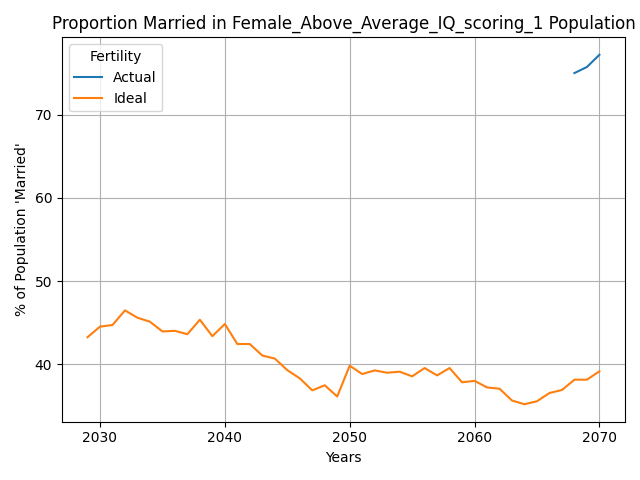 Proportion Married in Female_Above_Average_IQ_scoring_1 Population
Fertility
Actual
Ideal
% of Population 'Married'
70
60
50
40
2030 2040 2050 2060 2070
Years